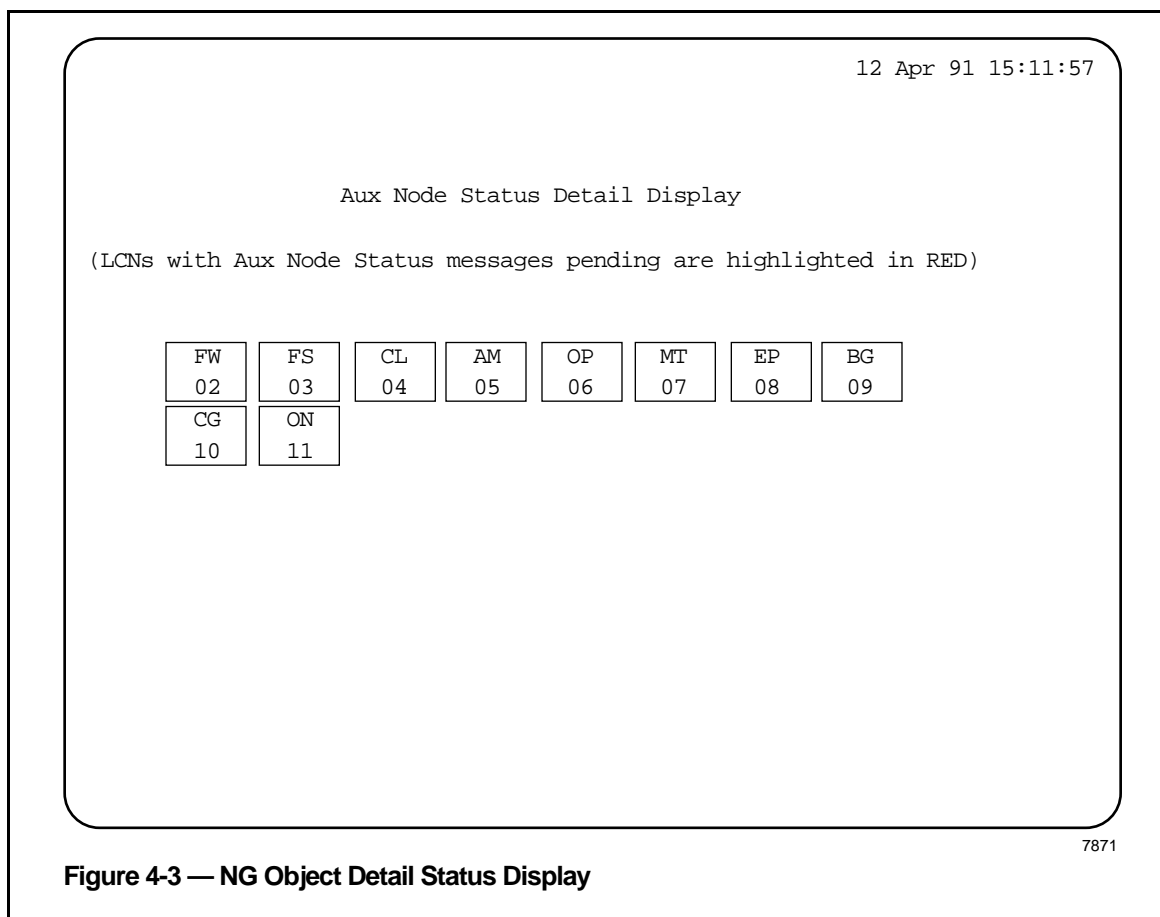 12 Apr 91 15:11:57
Aux Node Status Detail Display
(LCNs with Aux Node Status messages pending are highlighted in RED)
FW FS CL AM OP MT EP BG
02 03 04 05 06 07 08 09
CG ON
10 11
7871
Figure 4-3 — NG Object Detail Status Display